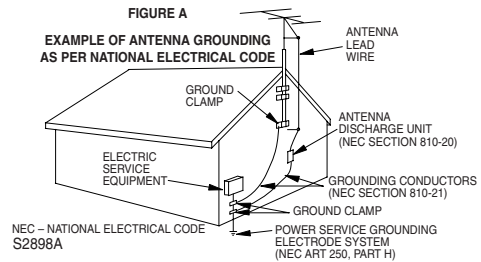 FIGURE A
EXAMPLE OF ANTENNA GROUNDING
AS PER NATIONAL ELECTRICAL CODE
ANTENNA
LEAD
WIRE
GROUND
CLAMP
ANTENNA
DISCHARGE UNIT
(NEC SECTION 810-20)
ELECTRIC
SERVICE
EQUIPMENT
GROUNDING CONDUCTORS
(NEC SECTION 810-21)
GROUND CLAMP
POWER SERVICE GROUNDING
ELECTRODE SYSTEM
(NEC ART 250, PART H)
NEC – NATIONAL ELECTRICAL CODE
S2898A